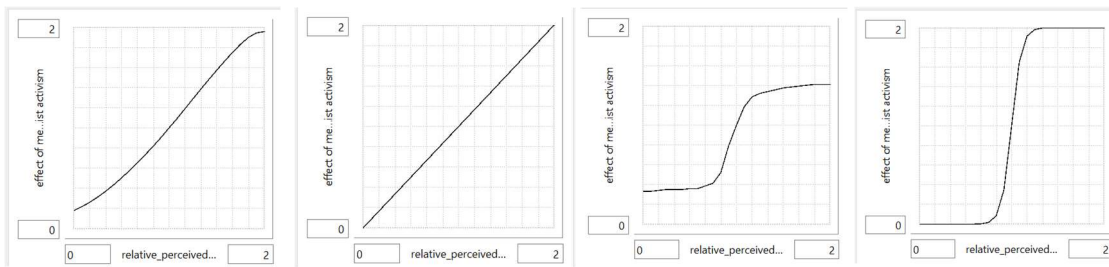 2
effect of me...ist activism
0
0 relative_perceived... 2
2
effect of me...ist activism
0
0 relative_perceived... 2
2
effect of me...ist activism
0
0 relative_perceived... 2
2
effect of me...ist activism
0
0 relative_perceived... 2